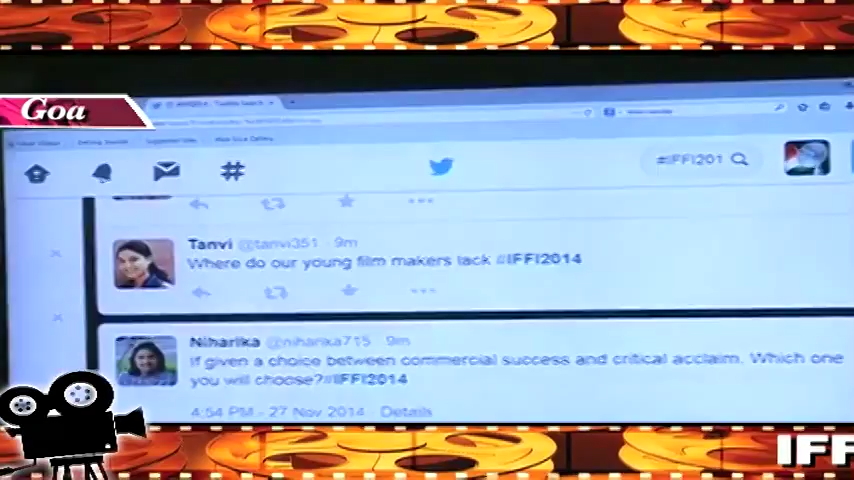 Goa
#IFFI201
Tanvi @tanvi351 · 9m
Where do our young film makers lack #IFFI2014
Niharika @niharika715 · 9m
If given a choice between commercial success and critical acclaim. Which one
you will choose?#IFFI2014
4:54 PM - 27 Nov 2014 · Details
IFF